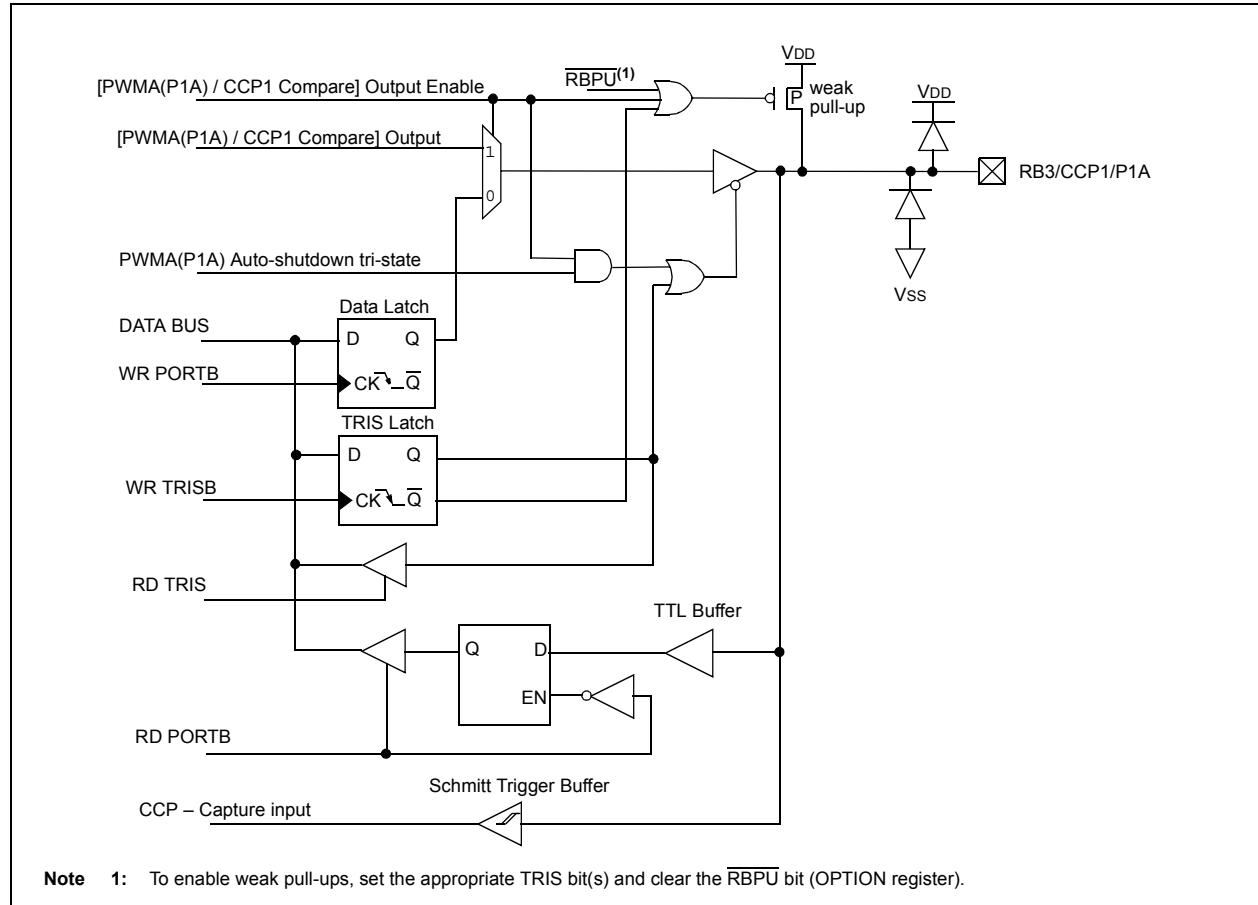 VDD
[PWMA(P1A) / CCP1 Compare] Output Enable
R̅B̅P̅U̅(1)
P
weak
pull-up
VDD
[PWMA(P1A) / CCP1 Compare] Output
1
0
RB3/CCP1/P1A
PWMA(P1A) Auto-shutdown tri-state
VSS
Data Latch
DATA BUS
D Q
WR PORTB
CK Q̅
TRIS Latch
D Q
WR TRISB
CK Q̅
RD TRIS
TTL Buffer
Q D
EN
RD PORTB
Schmitt Trigger Buffer
CCP – Capture input
Note 1: To enable weak pull-ups, set the appropriate TRIS bit(s) and clear the R̅B̅P̅U̅ bit (OPTION register).